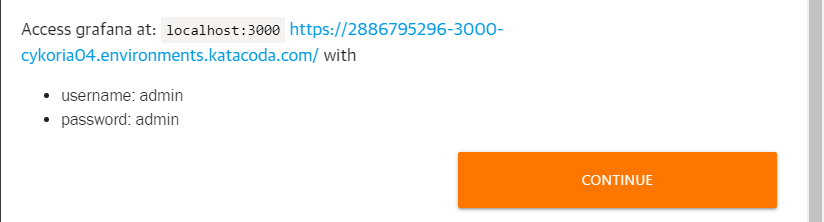 Access grafana at: localhost:3000 https://2886795296-3000-
cykoria04.environments.katacoda.com/ with
• username: admin
• password: admin
CONTINUE